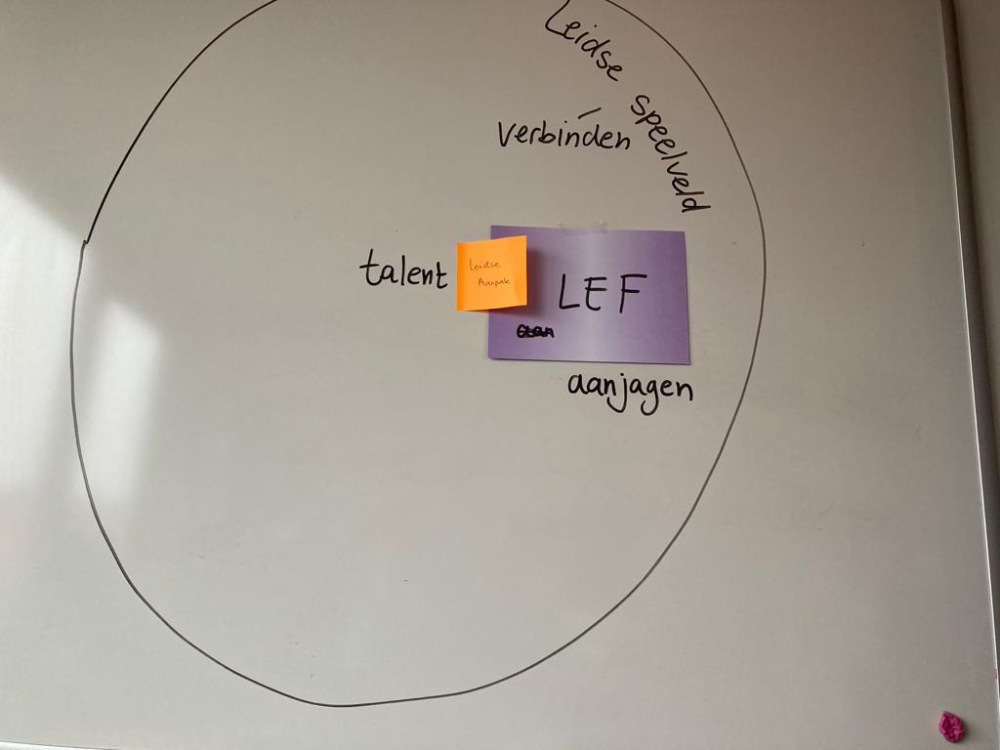 Leidse speelveld
verbinden
talent
Leidse
Aanpak
LEF
aanjagen